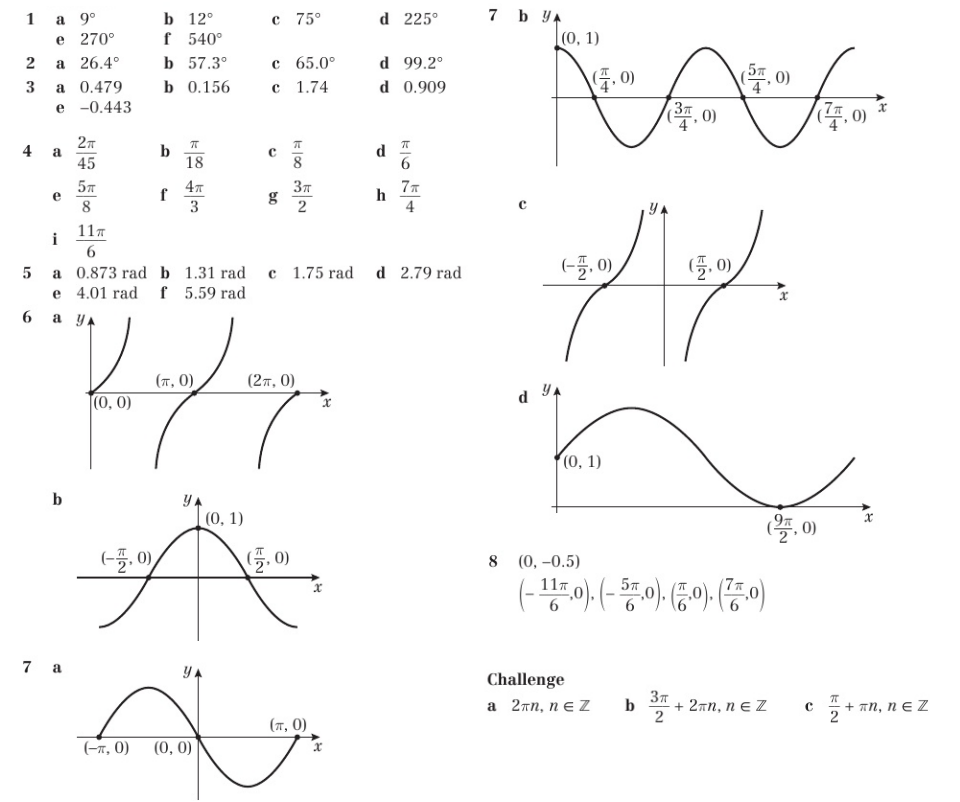 1 a 9° b 12° c 75° d 225°
e 270° f 540°
2 a 26.4° b 57.3° c 65.0° d 99.2°
3 a 0.479 b 0.156 c 1.74 d 0.909
e −0.443
4 a 2π/45 b π/18 c π/8 d π/6
e 5π/8 f 4π/3 g 3π/2 h 7π/4
i 11π/6
5 a 0.873 rad b 1.31 rad c 1.75 rad d 2.79 rad
e 4.01 rad f 5.59 rad
6 a y
(π, 0) (2π, 0)
(0, 0) x
b y
(0, 1)
(−π/2, 0) (π/2, 0)
x
7 a y
(π, 0)
(−π, 0) (0, 0) x
7 b y
(0, 1)
(π/4, 0) (5π/4, 0)
(3π/4, 0) (7π/4, 0) x
c y
(−π/2, 0) (π/2, 0)
x
d y
(0, 1)
(9π/2, 0) x
8 (0, −0.5)
(−11π/6,0), (−5π/6,0), (π/6,0), (7π/6,0)
Challenge
a 2πn, n ∈ ℤ b 3π/2 + 2πn, n ∈ ℤ c π/2 + πn, n ∈ ℤ